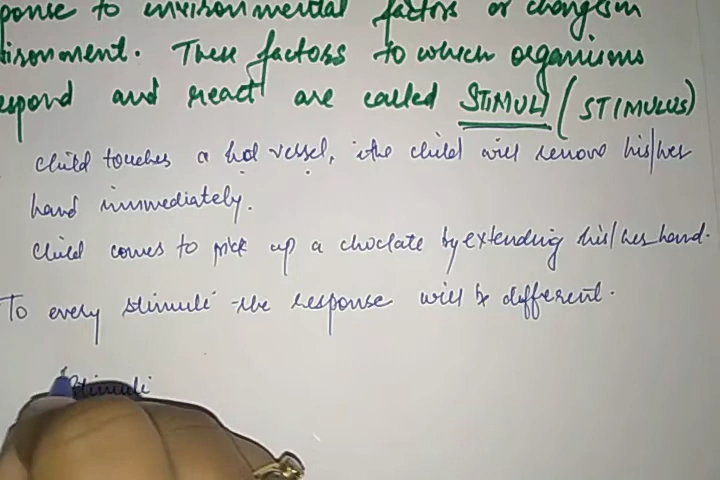 ponse to environmental factors or changes in
ironment. These factors to which organisms
espond and react are called STIMULI (STIMULUS)
child touches a hot vessel, the child will remove his/her
hand immediately.
Child comes to pick up a choclate by extending his/her hand.
To every stimuli the response will be different.
Stimuli